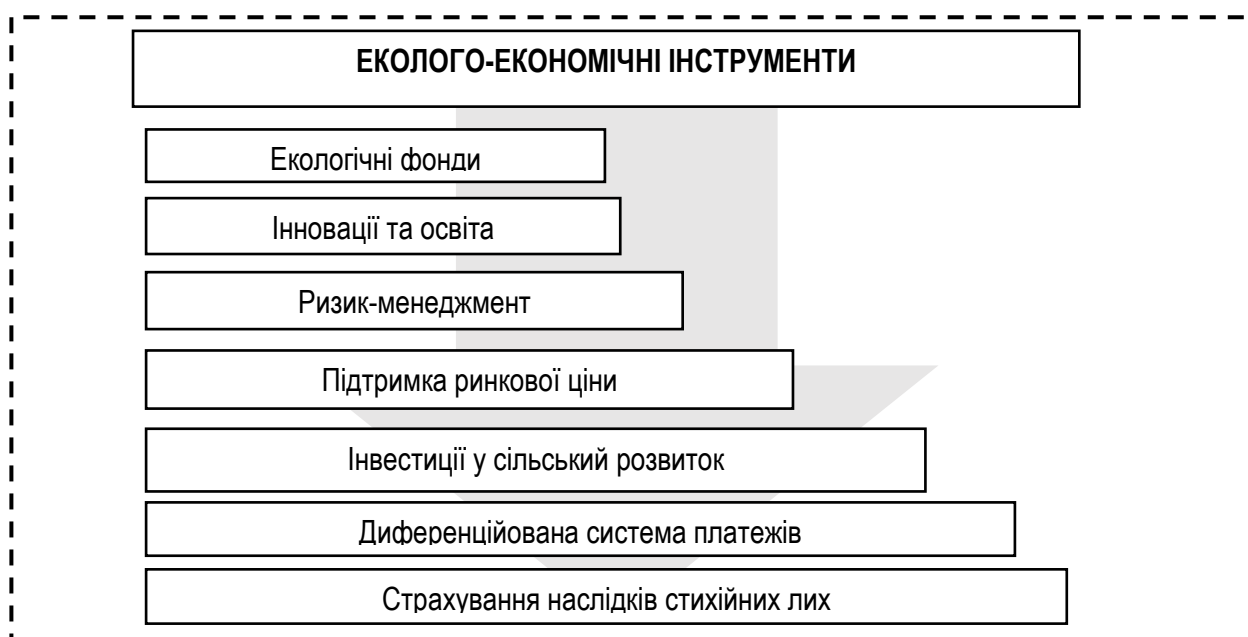 ЕКОЛОГО-ЕКОНОМІЧНІ ІНСТРУМЕНТИ
Екологічні фонди
Інновації та освіта
Ризик-менеджмент
Підтримка ринкової ціни
Інвестиції у сільський розвиток
Диференційована система платежів
Страхування наслідків стихійних лих